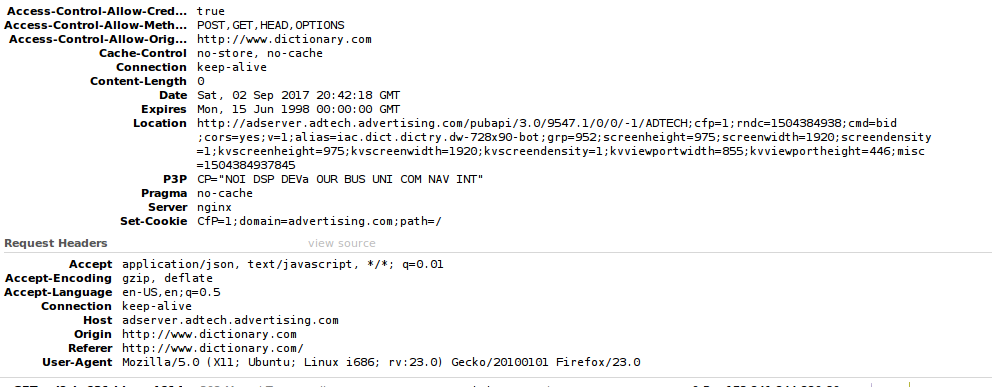 Access-Control-Allow-Cred... true
Access-Control-Allow-Meth... POST,GET,HEAD,OPTIONS
Access-Control-Allow-Orig... http://www.dictionary.com
Cache-Control no-store, no-cache
Connection keep-alive
Content-Length 0
Date Sat, 02 Sep 2017 20:42:18 GMT
Expires Mon, 15 Jun 1998 00:00:00 GMT
Location http://adserver.adtech.advertising.com/pubapi/3.0/9547.1/0/0/-1/ADTECH;cfp=1;rndc=1504384938;cmd=bid
;cors=yes;v=1;alias=iac.dict.dictry.dw-728x90-bot;grp=952;screenheight=975;screenwidth=1920;screendensity
=1;kvscreenheight=975;kvscreenwidth=1920;kvscreendensity=1;kvviewportwidth=855;kvviewportheight=446;misc
=1504384937845
P3P CP="NOI DSP DEVa OUR BUS UNI COM NAV INT"
Pragma no-cache
Server nginx
Set-Cookie CfP=1;domain=advertising.com;path=/
Request Headers view source
Accept application/json, text/javascript, */*; q=0.01
Accept-Encoding gzip, deflate
Accept-Language en-US,en;q=0.5
Connection keep-alive
Host adserver.adtech.advertising.com
Origin http://www.dictionary.com
Referer http://www.dictionary.com/
User-Agent Mozilla/5.0 (X11; Ubuntu; Linux i686; rv:23.0) Gecko/20100101 Firefox/23.0